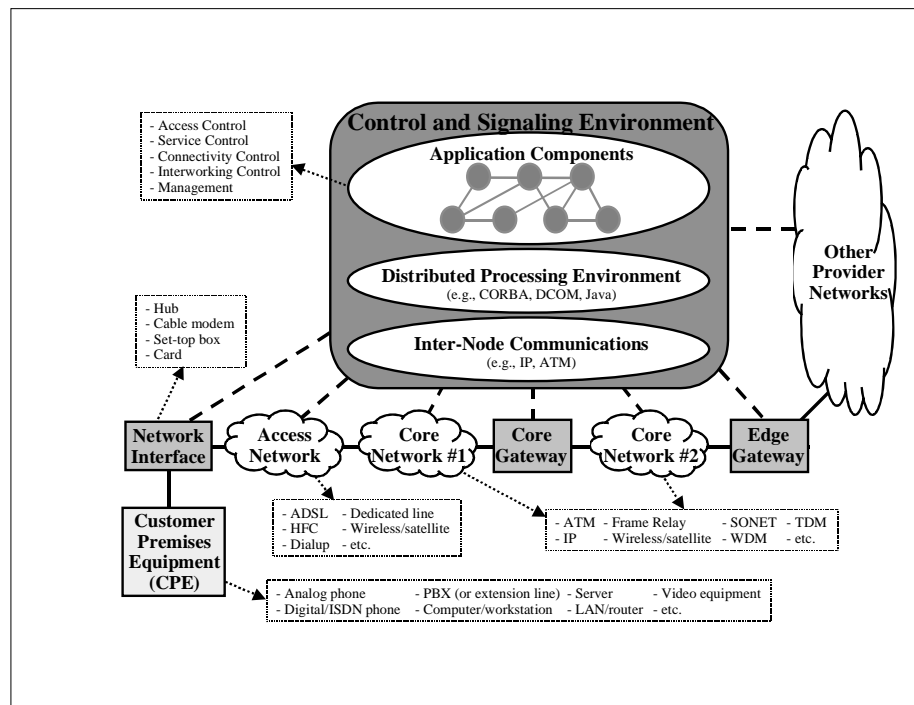 Control and Signaling Environment
- Access Control
- Service Control
- Connectivity Control
- Interworking Control
- Management
Application Components
Distributed Processing Environment
(e.g., CORBA, DCOM, Java)
Inter-Node Communications
(e.g., IP, ATM)
Other
Provider
Networks
- Hub
- Cable modem
- Set-top box
- Card
Network
Interface
Access
Network
Core
Network #1
Core
Gateway
Core
Network #2
Edge
Gateway
Customer
Premises
Equipment
(CPE)
- ADSL - Dedicated line
- HFC - Wireless/satellite
- Dialup - etc.
- ATM - Frame Relay - SONET - TDM
- IP - Wireless/satellite - WDM - etc.
- Analog phone - PBX (or extension line) - Server - Video equipment
- Digital/ISDN phone - Computer/workstation - LAN/router - etc.